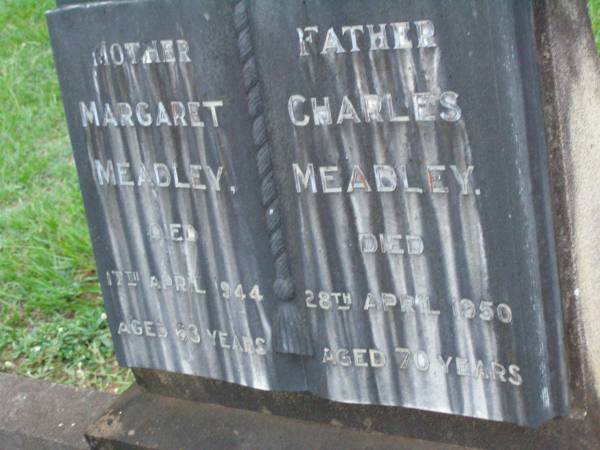 MOTHER
MARGARET
MEADLEY,
DIED
17TH APRIL 1944
AGED 63 YEARS
FATHER
CHARLES
MEADLEY.
DIED
28TH APRIL 1950
AGED 70 YEARS